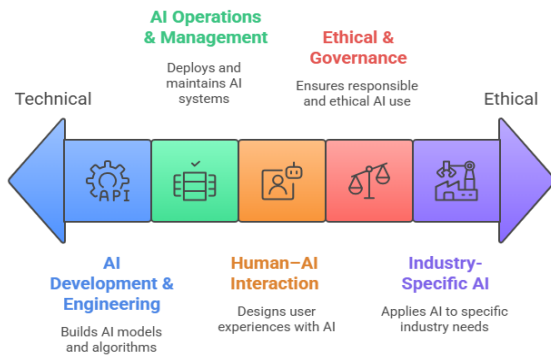 AI Operations
& Management
Deploys and
maintains AI
systems
Ethical &
Governance
Ensures responsible
and ethical AI use
Technical
Ethical
API
AI
Development &
Engineering
Builds AI models
and algorithms
Human–AI
Interaction
Designs user
experiences with AI
Industry-
Specific AI
Applies AI to specific
industry needs